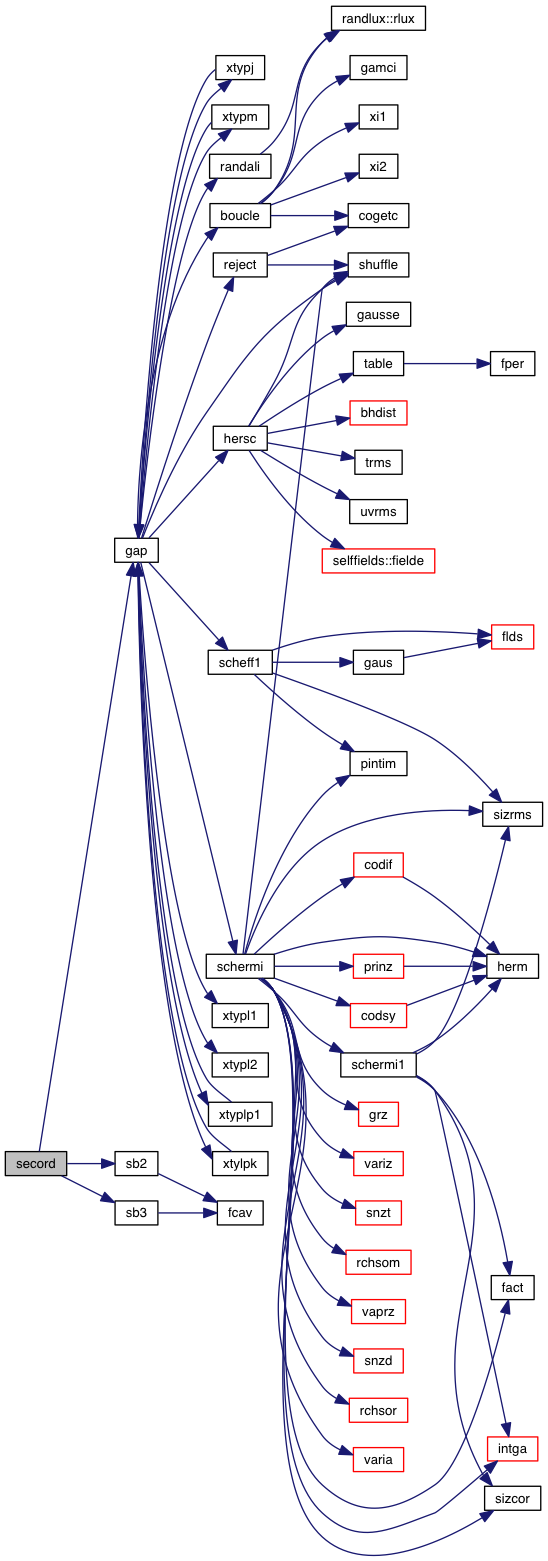 randlux::rlux
xtypj
gamci
xtypm
xi1
randali
xi2
boucle
cogetc
reject
shuffle
gausse
table
fper
bhdist
hersc
trms
uvrms
gap
selffields::fielde
flds
scheff1
gaus
pintim
sizrms
codif
schermi
prinz
herm
xtypl1
codsy
xtypl2
schermi1
xtyplp1
grz
secord
sb2
xtylpk
variz
sb3
fcav
snzt
rchsom
fact
vaprz
snzd
rchsor
intga
varia
sizcor